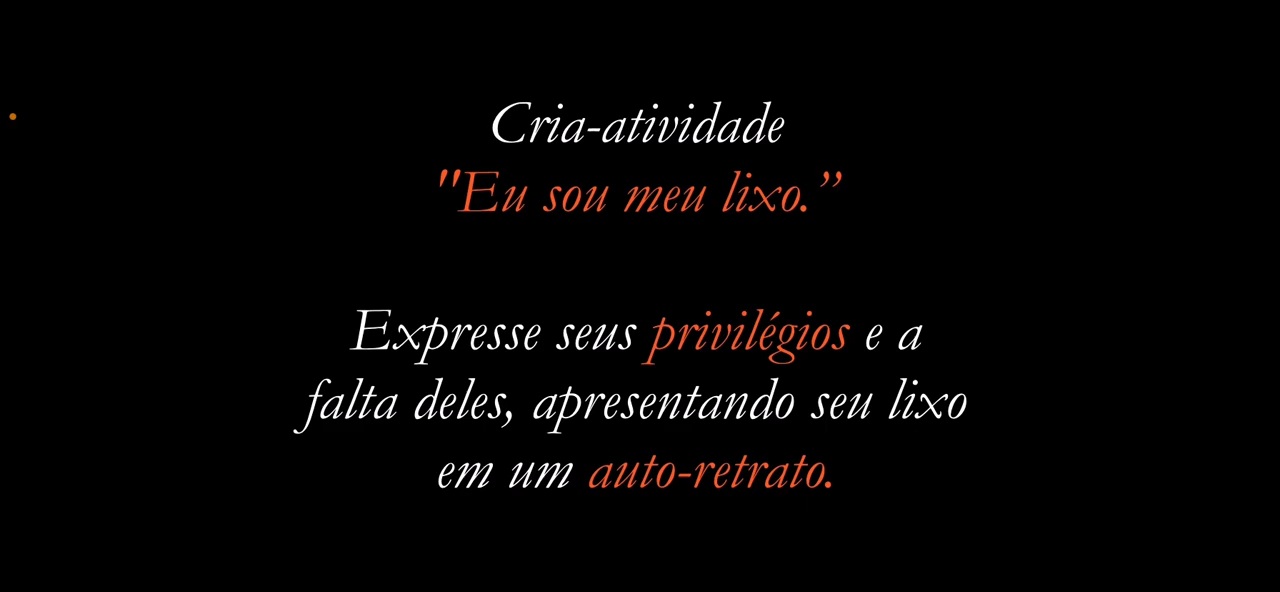 Cria-atividade
"Eu sou meu lixo.”
Expresse seus privilégios e a
falta deles, apresentando seu lixo
em um auto-retrato.